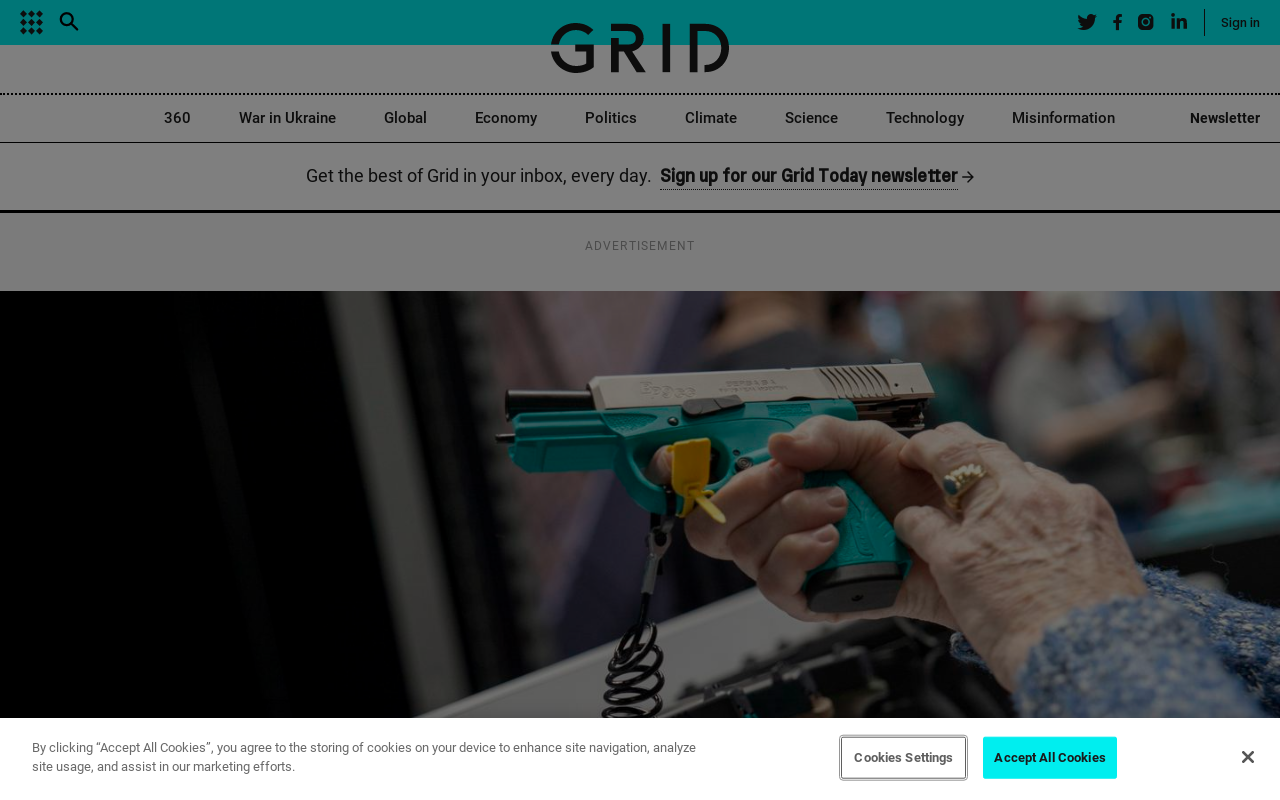 Sign in
GRID
360
War in Ukraine
Global
Economy
Politics
Climate
Science
Technology
Misinformation
Newsletter
Get the best of Grid in your inbox, every day. Sign up for our Grid Today newsletter
ADVERTISEMENT
By clicking “Accept All Cookies”, you agree to the storing of cookies on your device to enhance site navigation, analyze
site usage, and assist in our marketing efforts.
Cookies Settings
Accept All Cookies